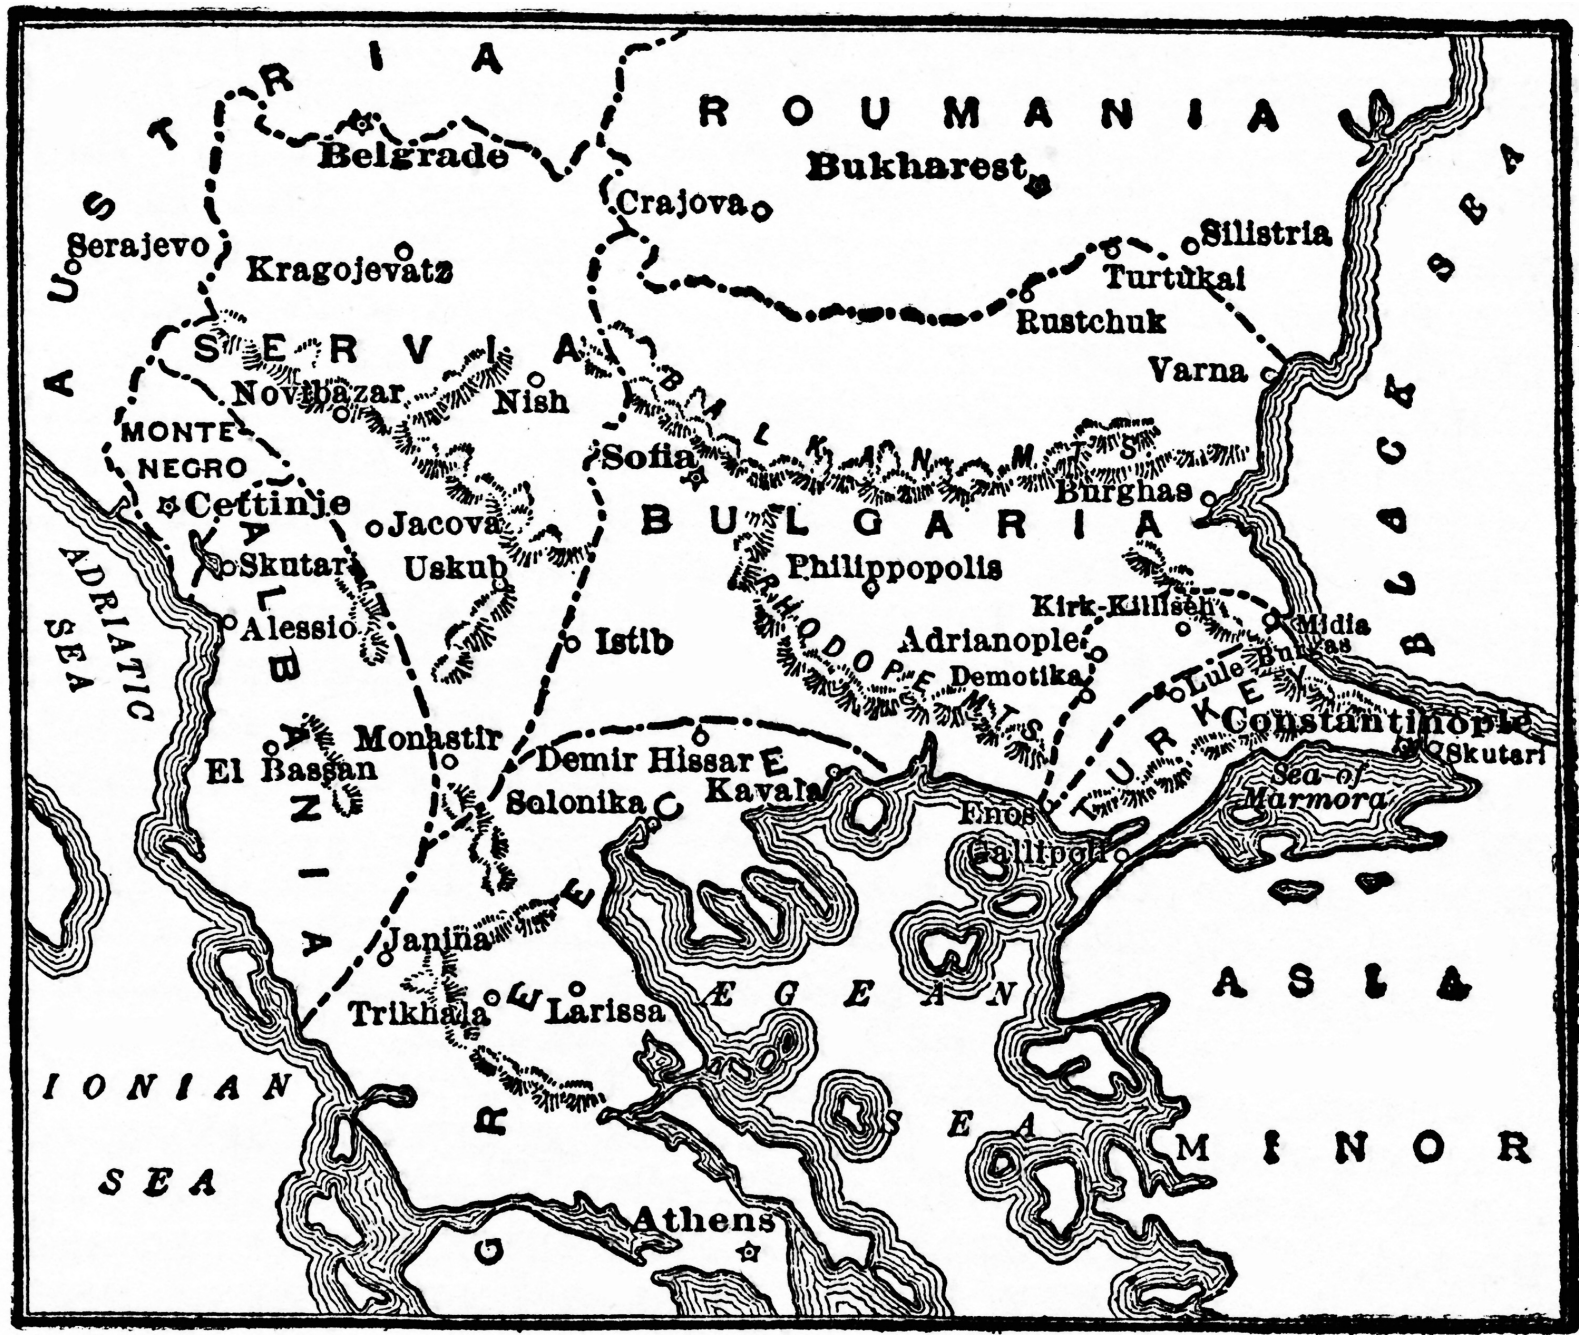 AUSTRIA
ROUMANIA
Belgrade
Bukharest
Crajova
Serajevo
Kragojevatz
Silistria
Turtukai
Rustchuk
SERVIA
Varna
BLACK SEA
Novibazar
Nish
BALKAN MTS
MONTE-
NEGRO
Sofia
Cettinje
Burghas
Jacova
BULGARIA
ADRIATIC
SEA
Skutari
Uskub
Philippopolis
ALBANIA
Alessio
Istib
RHODOPE MTS
Kirk-Killiseh
Midia
Adrianople
Demotika
Lule Burgas
TURKEY
Constantinople
Skutari
Monastir
El Bassan
Demir Hissar
Kavala
Salonika
Sea of
Marmora
Enos
Gallipoli
GREECE
Janina
Trikhala
Larissa
ÆGEAN
SEA
ASIA
MINOR
IONIAN
SEA
Athens